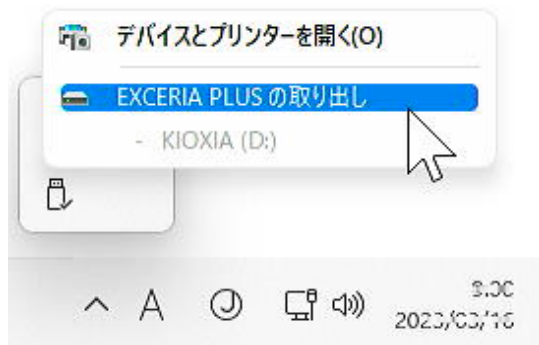 デバイスとプリンターを開く(O)
EXCERIA PLUS の取り出し
- KIOXIA (D:)
A